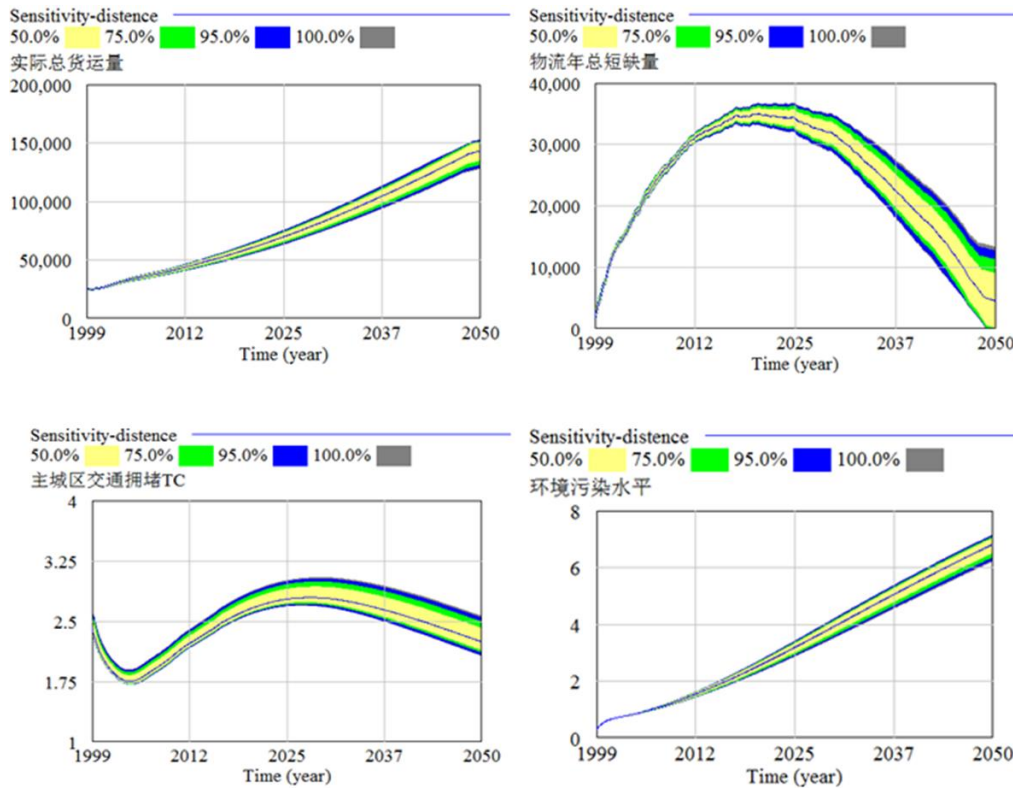 Sensitivity-distence
50.0% 75.0% 95.0% 100.0%
实际总货运量
200,000
150,000
100,000
50,000
0
1999 2012 2025 2037 2050
Time (year)
Sensitivity-distence
50.0% 75.0% 95.0% 100.0%
物流年总短缺量
40,000
30,000
20,000
10,000
0
1999 2012 2025 2037 2050
Time (year)
Sensitivity-distence
50.0% 75.0% 95.0% 100.0%
主城区交通拥堵TC
4
3.25
2.5
1.75
1
1999 2012 2025 2037 2050
Time (year)
Sensitivity-distence
50.0% 75.0% 95.0% 100.0%
环境污染水平
8
6
4
2
0
1999 2012 2025 2037 2050
Time (year)